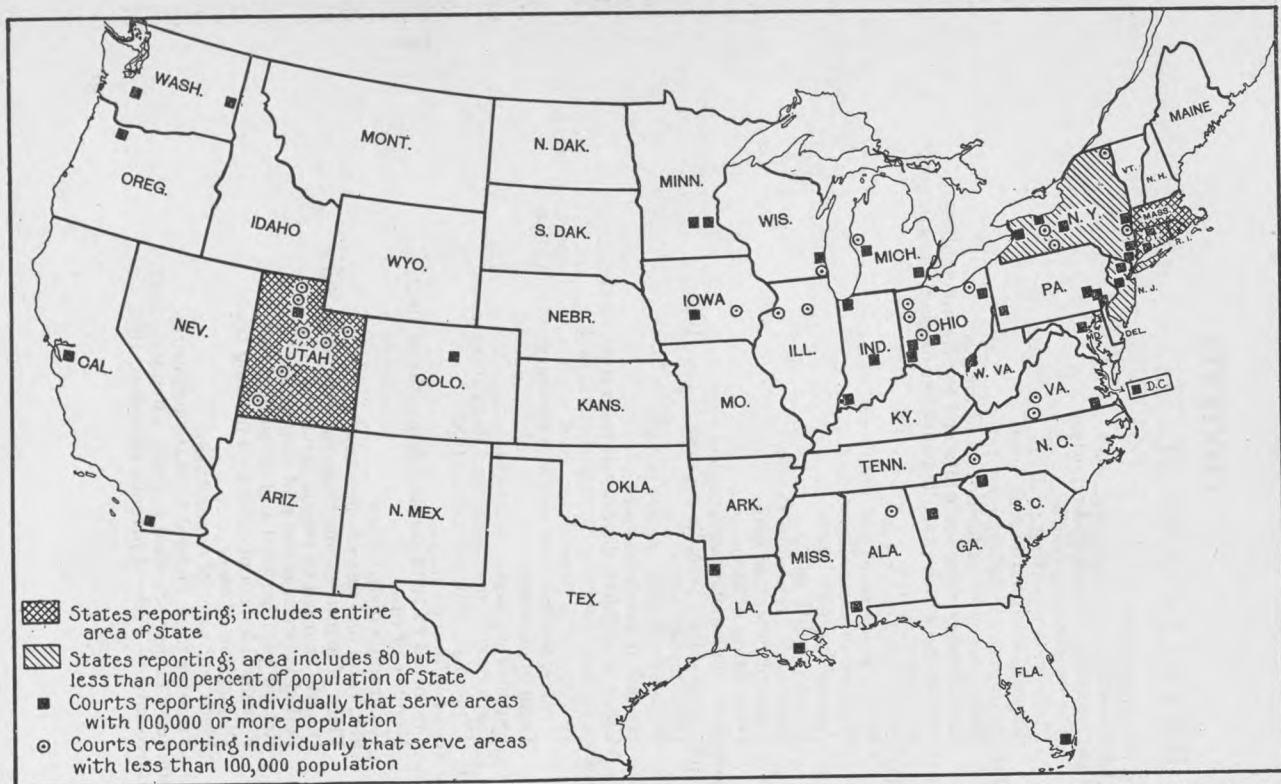 WASH.
MONT.
N. DAK.
MINN.
OREG.
IDAHO
S. DAK.
WIS.
MICH.
N. Y.
VT.
N. H.
MAINE
MASS.
R. I.
WYO.
NEBR.
IOWA
ILL.
IND.
OHIO
PA.
N. J.
NEV.
UTAH
COLO.
KANS.
MO.
KY.
W. VA.
VA.
MD.
DEL.
D.C.
CAL.
ARIZ.
N. MEX.
OKLA.
ARK.
TENN.
N. C.
S. C.
TEX.
LA.
MISS.
ALA.
GA.
FLA.
States reporting; includes entire
area of State
States reporting; area includes 80 but
less than 100 percent of population of State
Courts reporting individually that serve areas
with 100,000 or more population
Courts reporting individually that serve areas
with less than 100,000 population